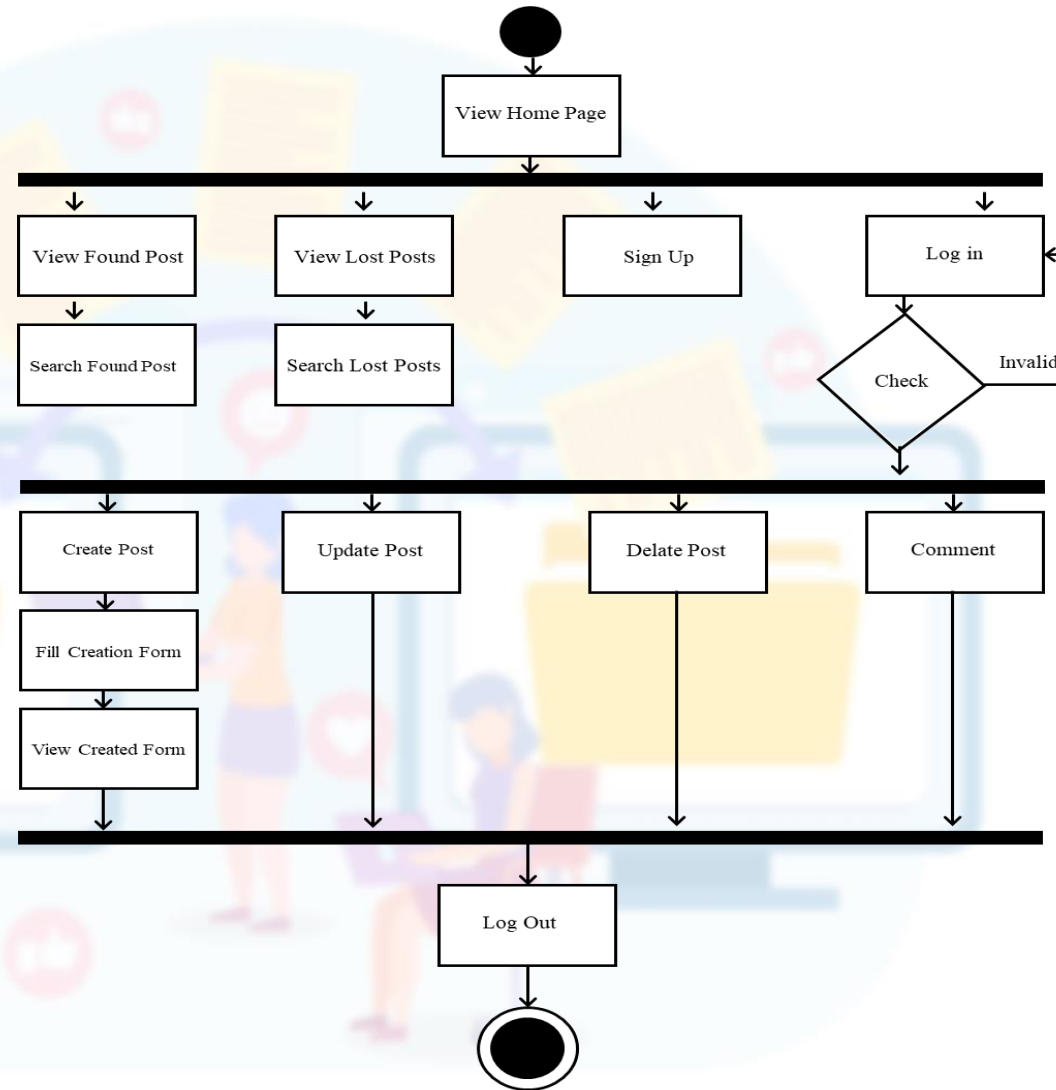 View Home Page
View Found Post
View Lost Posts
Sign Up
Log in
Search Found Post
Search Lost Posts
Check
Invalid
Create Post
Update Post
Delate Post
Comment
Fill Creation Form
View Created Form
Log Out